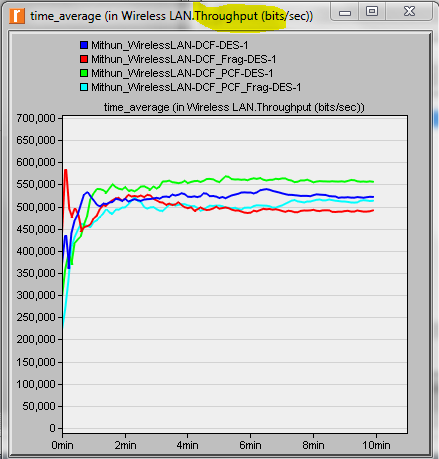 time_average (in Wireless LAN.Throughput (bits/sec))
Mithun_WirelessLAN-DCF-DES-1
Mithun_WirelessLAN-DCF_Frag-DES-1
Mithun_WirelessLAN-DCF_PCF-DES-1
Mithun_WirelessLAN-DCF_PCF_Frag-DES-1
time_average (in Wireless LAN.Throughput (bits/sec))
700,000
650,000
600,000
550,000
500,000
450,000
400,000
350,000
300,000
250,000
200,000
150,000
100,000
50,000
0
0min 2min 4min 6min 8min 10min